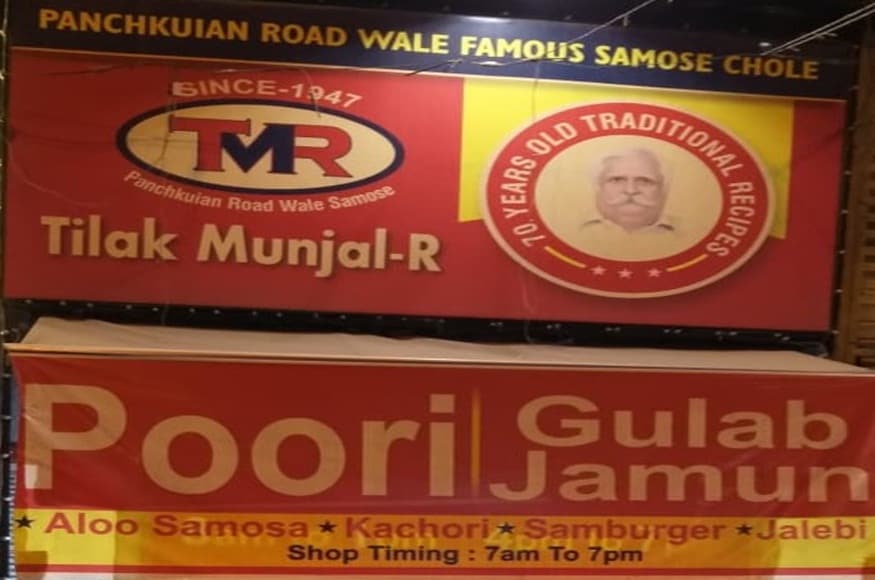 PANCHKUIAN ROAD WALE FAMOUS SAMOSE CHOLE
SINCE-1947
TMR
Panchkuian Road Wale Samose
Tilak Munjal-R
70 YEARS OLD TRADITIONAL RECIPES
Poori
Gulab
Jamun
★ Aloo Samosa ★ Kachori ★ Samburger ★ Jalebi
Shop Timing : 7am To 7pm